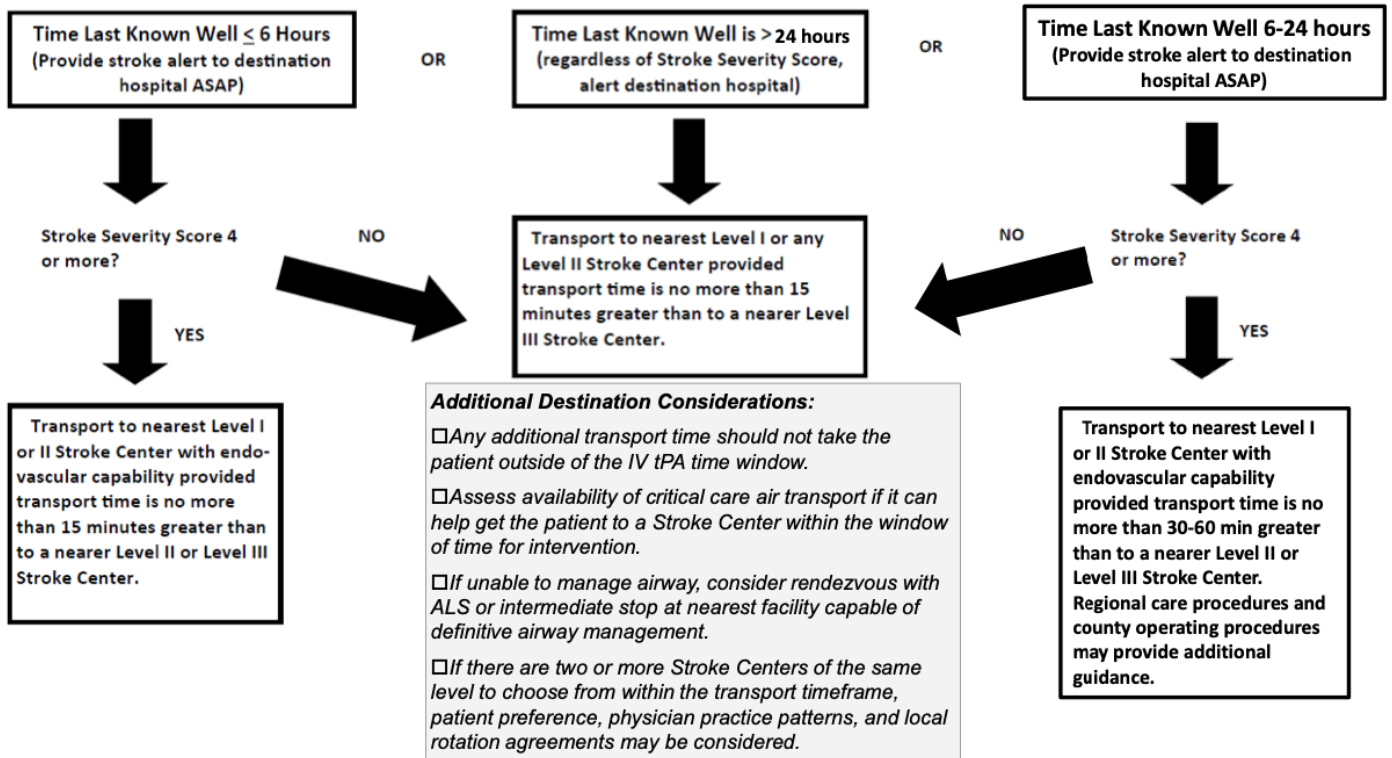 Time Last Known Well ≤ 6 Hours
(Provide stroke alert to destination
hospital ASAP)
OR
Time Last Known Well is > 24 hours
(regardless of Stroke Severity Score,
alert destination hospital)
OR
Time Last Known Well 6-24 hours
(Provide stroke alert to destination
hospital ASAP)
Stroke Severity Score 4
or more?
NO
YES
Transport to nearest Level I or any
Level II Stroke Center provided
transport time is no more than 15
minutes greater than to a nearer Level
III Stroke Center.
NO
Stroke Severity Score 4
or more?
YES
Transport to nearest Level I
or II Stroke Center with endo-
vascular capability provided
transport time is no more
than 15 minutes greater than
to a nearer Level II or Level III
Stroke Center.
Additional Destination Considerations:
☐Any additional transport time should not take the
patient outside of the IV tPA time window.
☐Assess availability of critical care air transport if it can
help get the patient to a Stroke Center within the window
of time for intervention.
☐If unable to manage airway, consider rendezvous with
ALS or intermediate stop at nearest facility capable of
definitive airway management.
☐If there are two or more Stroke Centers of the same
level to choose from within the transport timeframe,
patient preference, physician practice patterns, and local
rotation agreements may be considered.
Transport to nearest Level I
or II Stroke Center with
endovascular capability
provided transport time is no
more than 30-60 min greater
than to a nearer Level II or
Level III Stroke Center.
Regional care procedures and
county operating procedures
may provide additional
guidance.